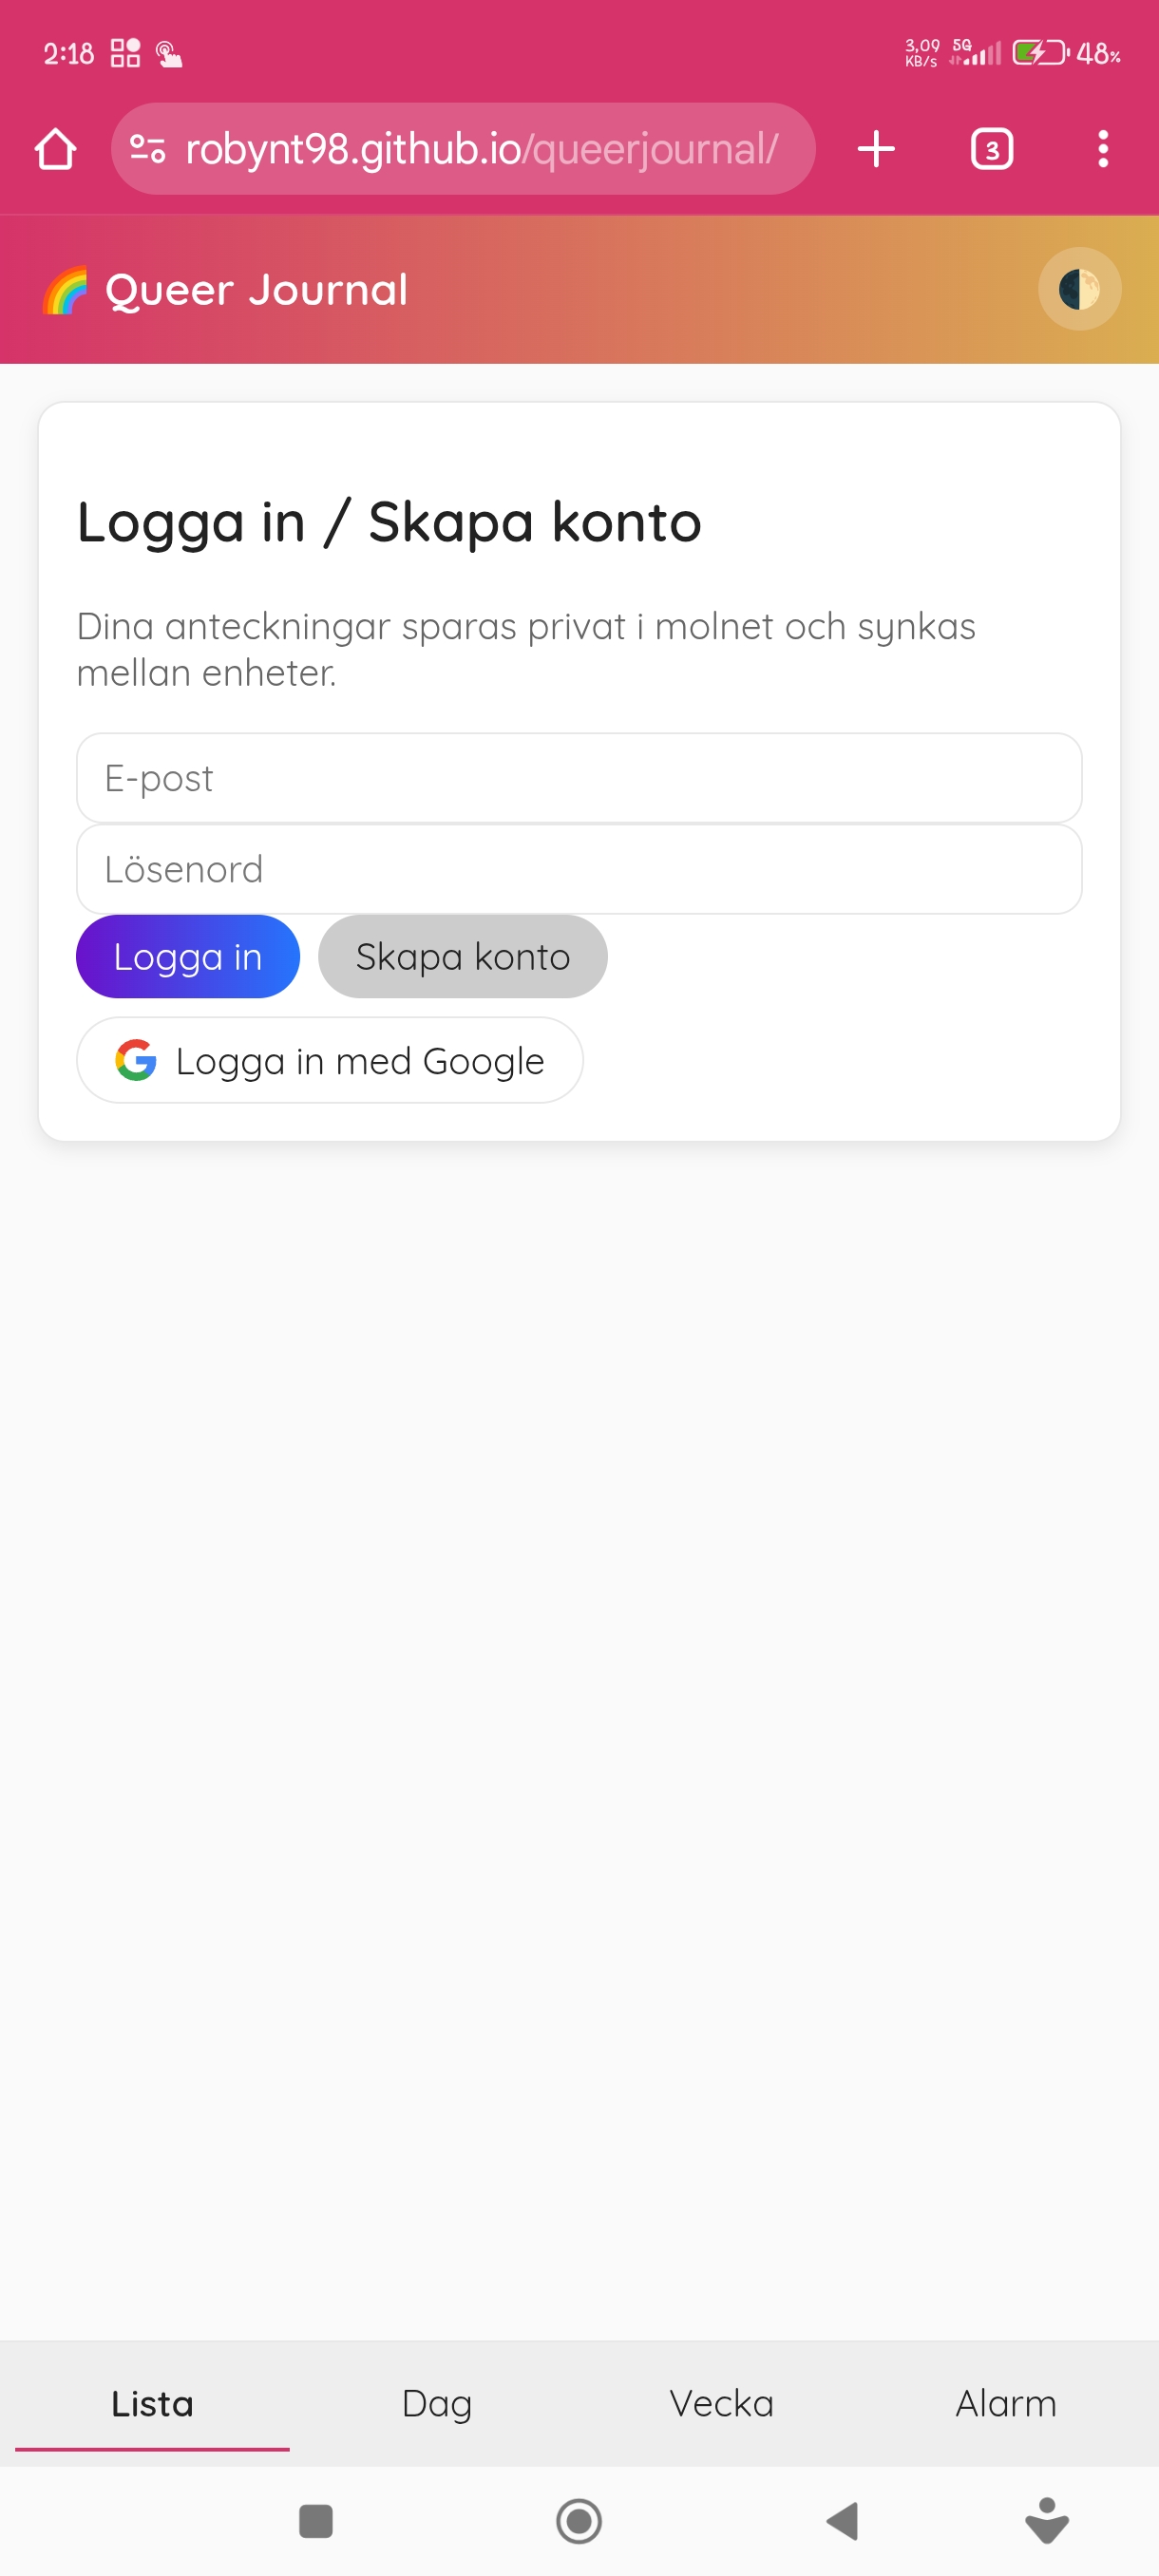 2:18 3,09 KB/s 5G 48%
robynt98.github.io/queerjournal/ 3
Queer Journal
Logga in / Skapa konto
Dina anteckningar sparas privat i molnet och synkas
mellan enheter.
E-post
Lösenord
Logga in Skapa konto
Logga in med Google
Lista Dag Vecka Alarm